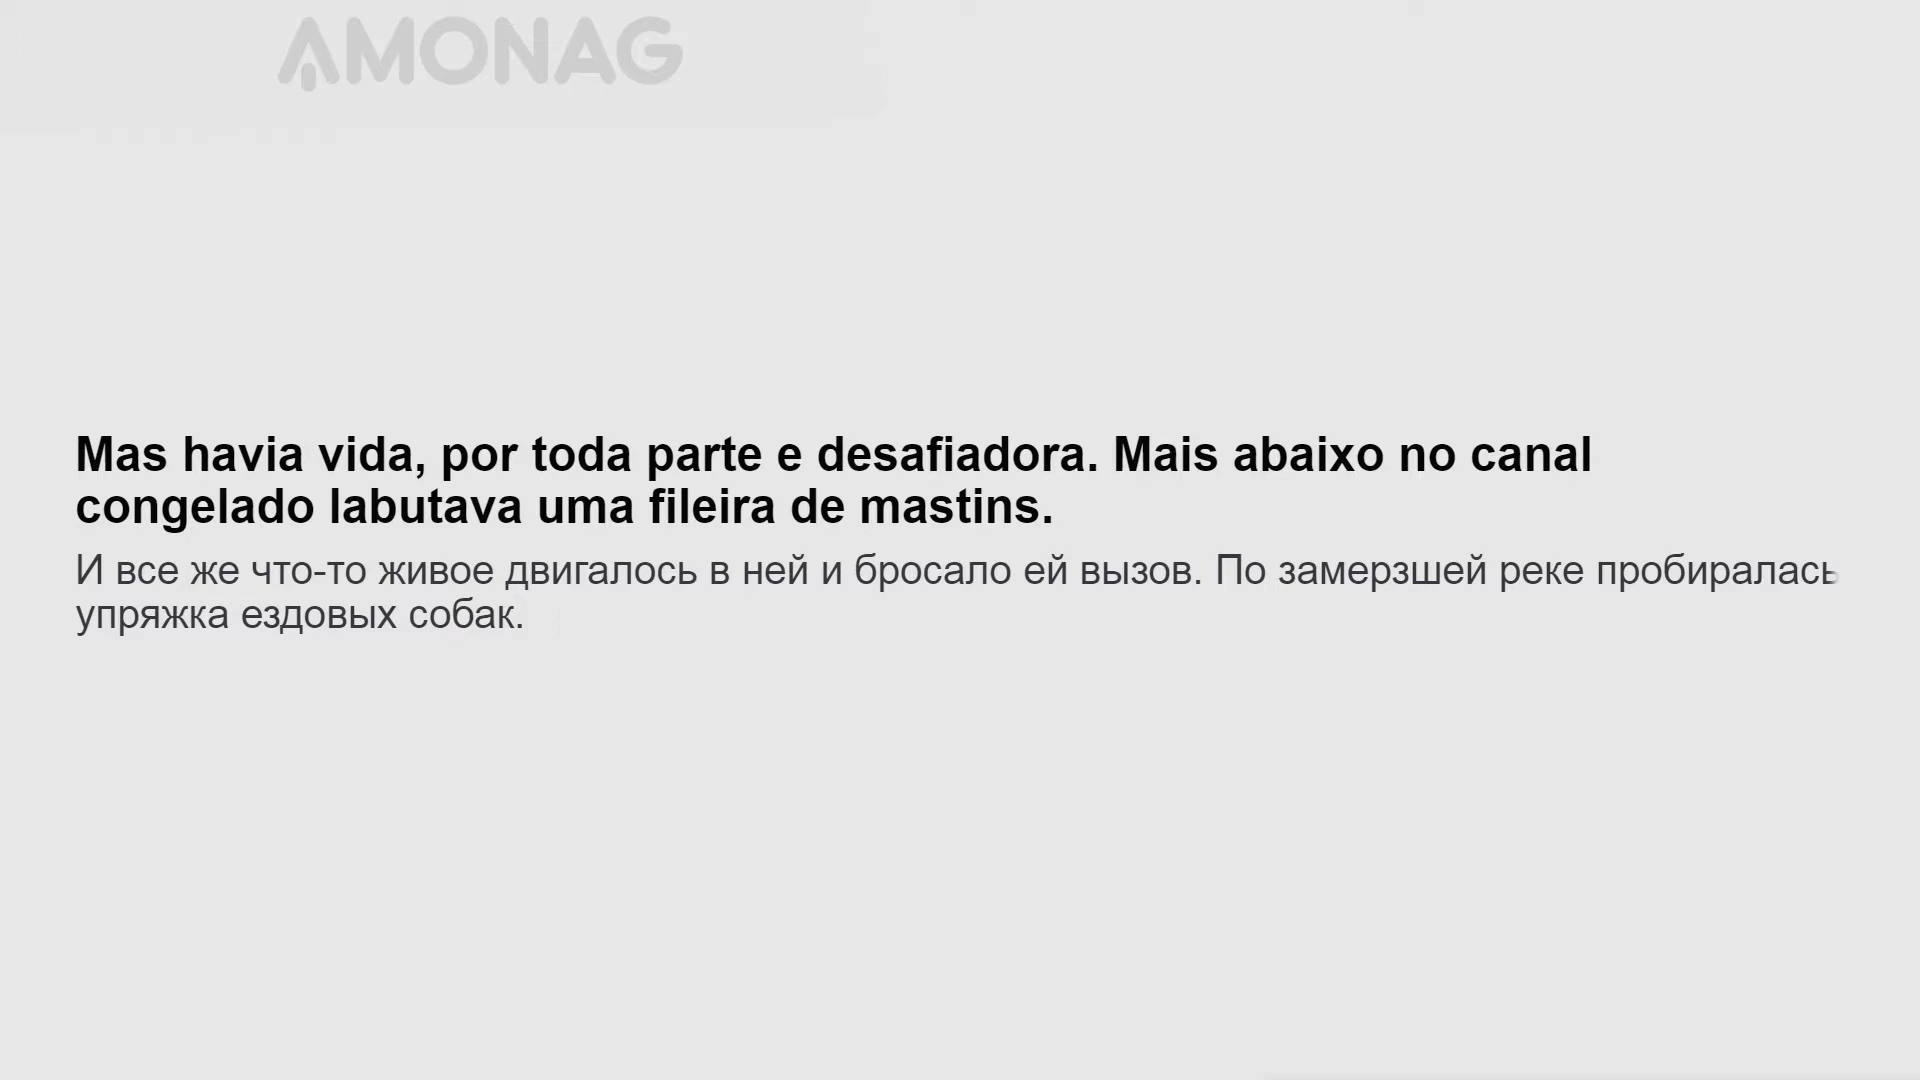 AMONAG
Mas havia vida, por toda parte e desafiadora. Mais abaixo no canal
congelado labutava uma fileira de mastins.
И все же что-то живое двигалось в ней и бросало ей вызов. По замерзшей реке пробиралась
упряжка ездовых собак.